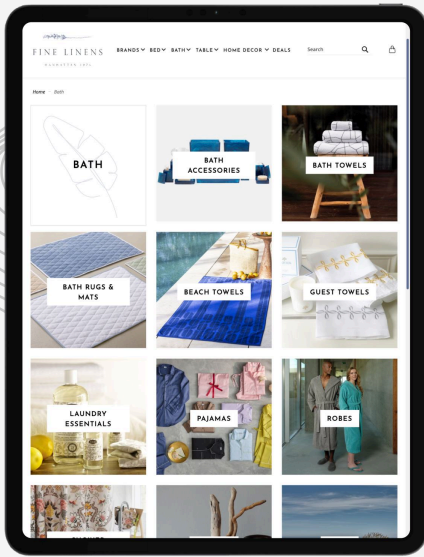 FINE LINENS
BRANDS BED BATH TABLE HOME DECOR DEALS
Search
Home Bath
BATH
BATH
ACCESSORIES
BATH TOWELS
BATH RUGS &
MATS
BEACH TOWELS
GUEST TOWELS
LAUNDRY
ESSENTIALS
PAJAMAS
ROBES